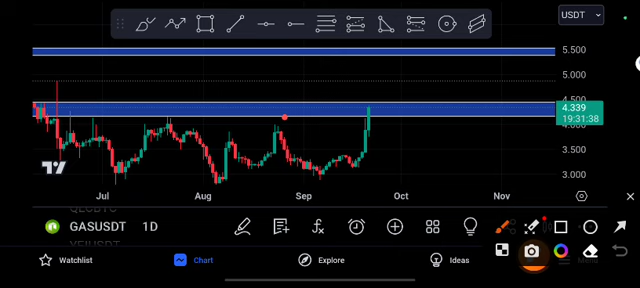 USDT
5.500
5.000
4.500
4.339
19:31:38
4.000
3.500
3.000
Jul
Aug
Sep
Oct
Nov
GASUSDT 1D
Watchlist
Chart
Explore
Ideas